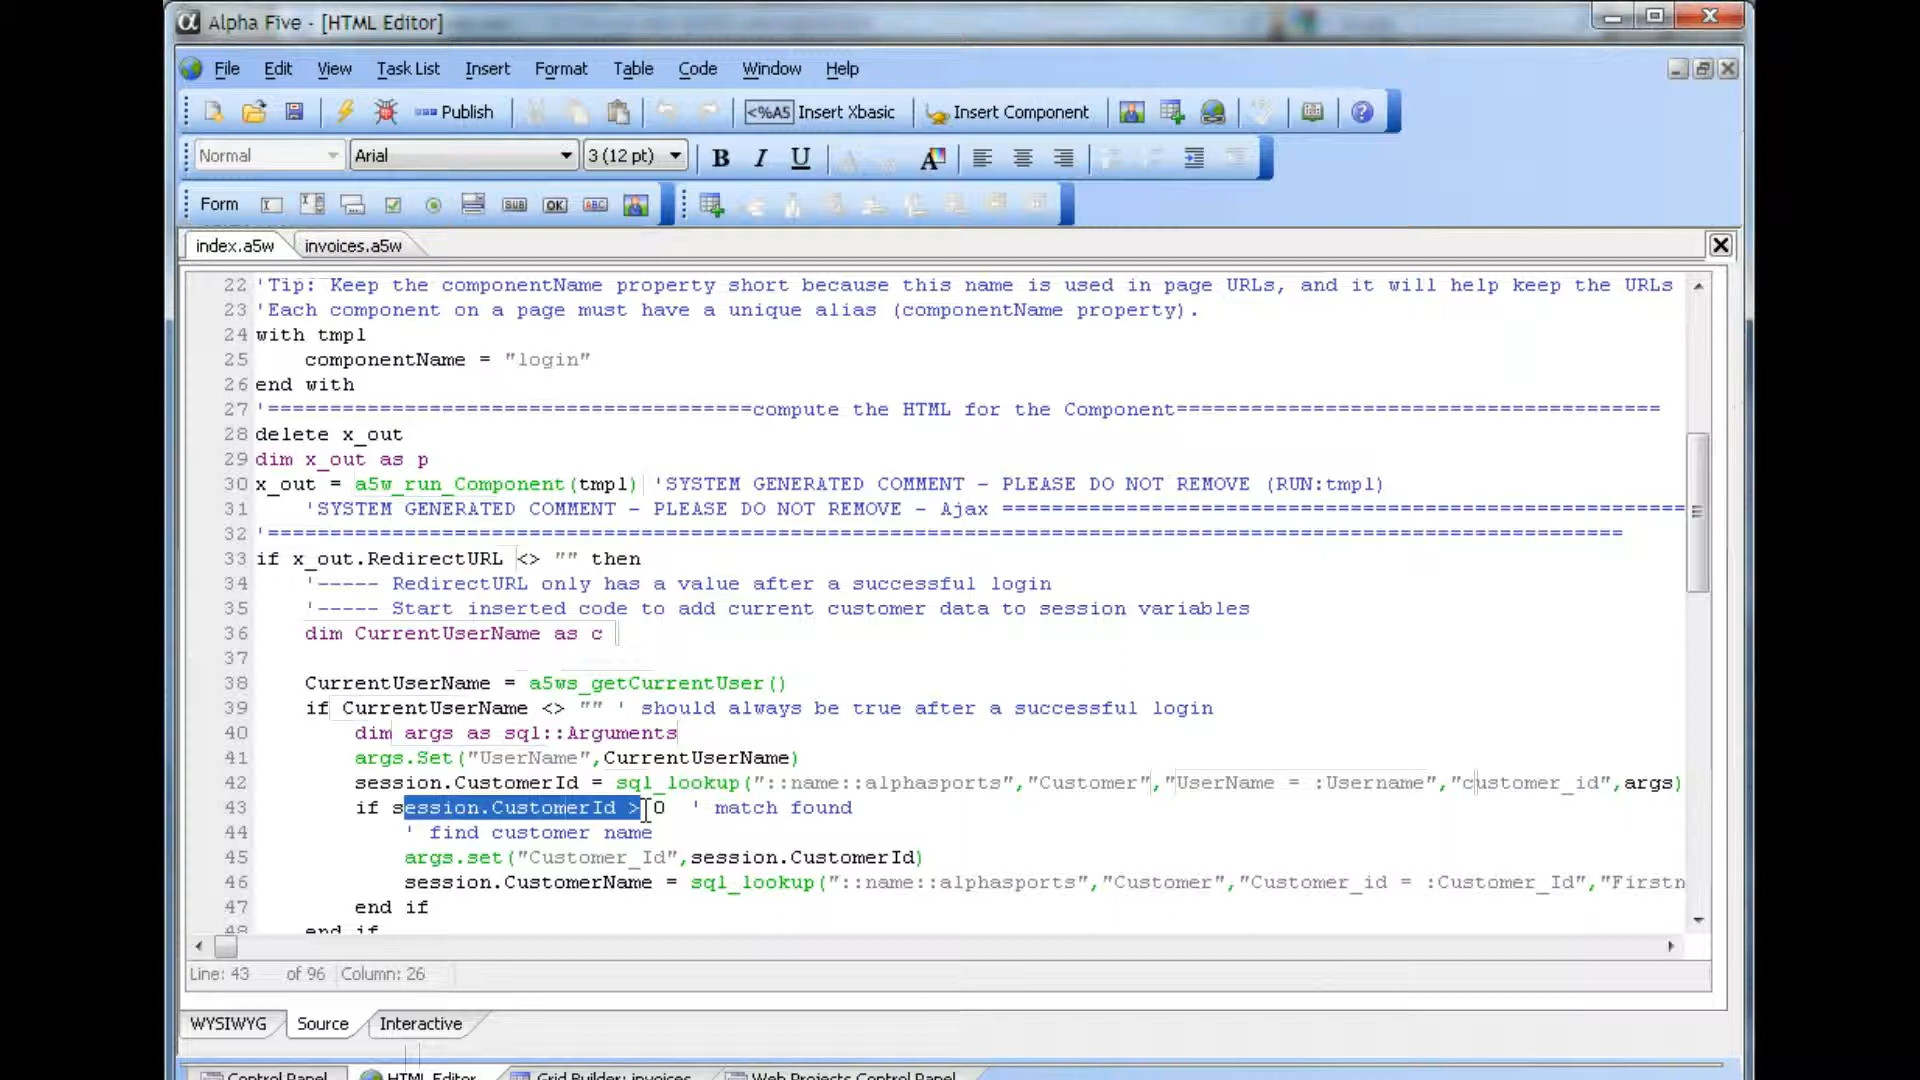 Alpha Five - [HTML Editor]
File Edit View Task List Insert Format Table Code Window Help
Publish <%A5 Insert Xbasic Insert Component
Normal Arial 3 (12 pt) B I U
Form SUB OK ABC
index.a5w invoices.a5w
22 'Tip: Keep the componentName property short because this name is used in page URLs, and it will help keep the URLs
23 'Each component on a page must have a unique alias (componentName property).
24 with tmpl
25 componentName = "login"
26 end with
27 '=======================================compute the HTML for the Component=======================================
28 delete x_out
29 dim x_out as p
30 x_out = a5w_run_Component(tmpl) 'SYSTEM GENERATED COMMENT - PLEASE DO NOT REMOVE (RUN:tmpl)
31 'SYSTEM GENERATED COMMENT - PLEASE DO NOT REMOVE - Ajax =======================================================
32 '=============================================================================================================
33 if x_out.RedirectURL <> "" then
34 '----- RedirectURL only has a value after a successful login
35 '----- Start inserted code to add current customer data to session variables
36 dim CurrentUserName as c
37
38 CurrentUserName = a5ws_getCurrentUser()
39 if CurrentUserName <> "" ' should always be true after a successful login
40 dim args as sql::Arguments
41 args.Set("UserName",CurrentUserName)
42 session.CustomerId = sql_lookup("::name::alphasports","Customer","UserName = :Username","customer_id",args)
43 if session.CustomerId > 0 ' match found
44 ' find customer name
45 args.set("Customer_Id",session.CustomerId)
46 session.CustomerName = sql_lookup("::name::alphasports","Customer","Customer_id = :Customer_Id","Firstn
47 end if
48 end if
Line: 43 of 96 Column: 26
WYSIWYG Source Interactive
Control Panel HTML Editor Grid Builder: invoices Web Projects Control Panel